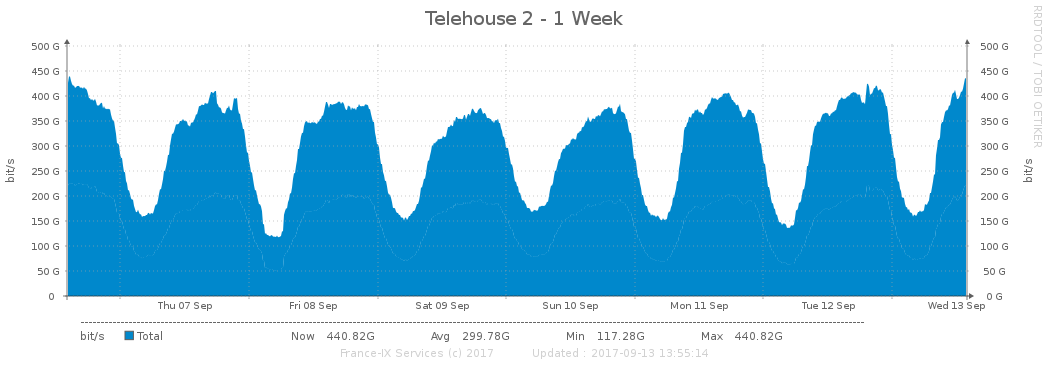 Telehouse 2 - 1 Week
RRDTOOL / TOBI OETIKER
500 G 500 G
450 G 450 G
400 G 400 G
350 G 350 G
300 G 300 G
250 G 250 G
200 G 200 G
150 G 150 G
100 G 100 G
50 G 50 G
0 0 G
bit/s bit/s
Thu 07 Sep Fri 08 Sep Sat 09 Sep Sun 10 Sep Mon 11 Sep Tue 12 Sep Wed 13 Sep
bit/s Total Now 440.82G Avg 299.78G Min 117.28G Max 440.82G
France-IX Services (c) 2017 Updated : 2017-09-13 13:55:14